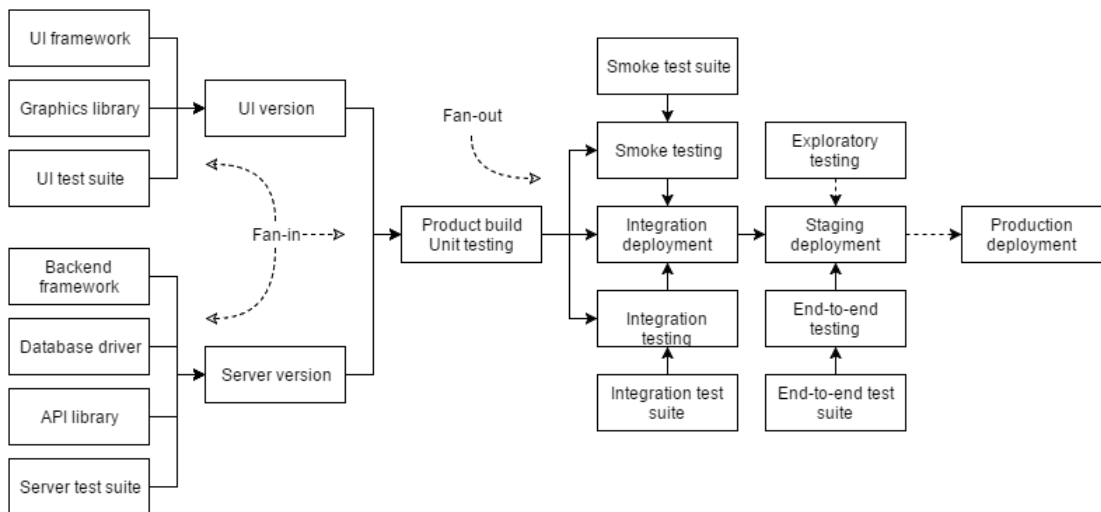 UI framework
Graphics library
UI test suite
UI version
Fan-in
Backend
framework
Database driver
API library
Server test suite
Server version
Product build
Unit testing
Fan-out
Smoke test suite
Smoke testing
Integration
deployment
Integration
testing
Integration test
suite
Exploratory
testing
Staging
deployment
End-to-end
testing
End-to-end test
suite
Production
deployment